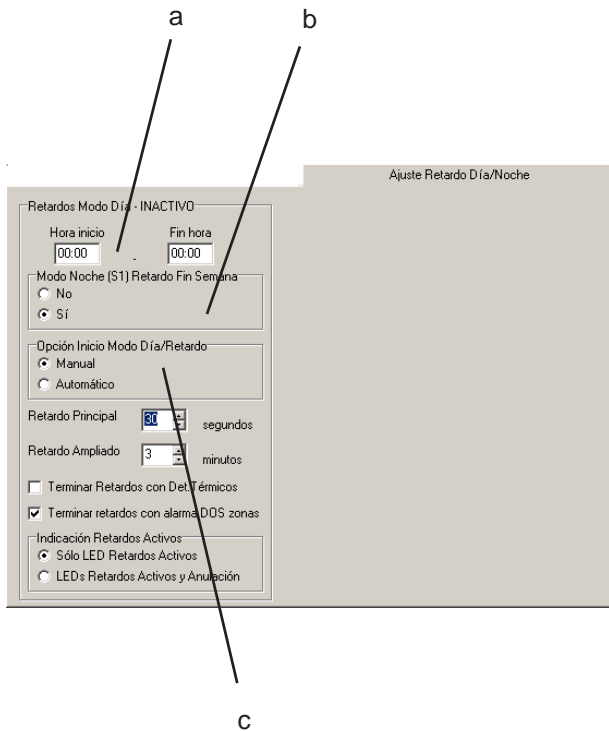 a
b
Ajuste Retardo Día/Noche
Retardos Modo Día - INACTIVO
Hora inicio Fin hora
00:00 - 00:00
Modo Noche (S1) Retardo Fin Semana
No
Sí
Opción Inicio Modo Día/Retardo
Manual
Automático
Retardo Principal 30 segundos
Retardo Ampliado 3 minutos
Terminar Retardos con Det.Térmicos
Terminar retardos con alarma DOS zonas
Indicación Retardos Activos
Sólo LED Retardos Activos
LEDs Retardos Activos y Anulación
c